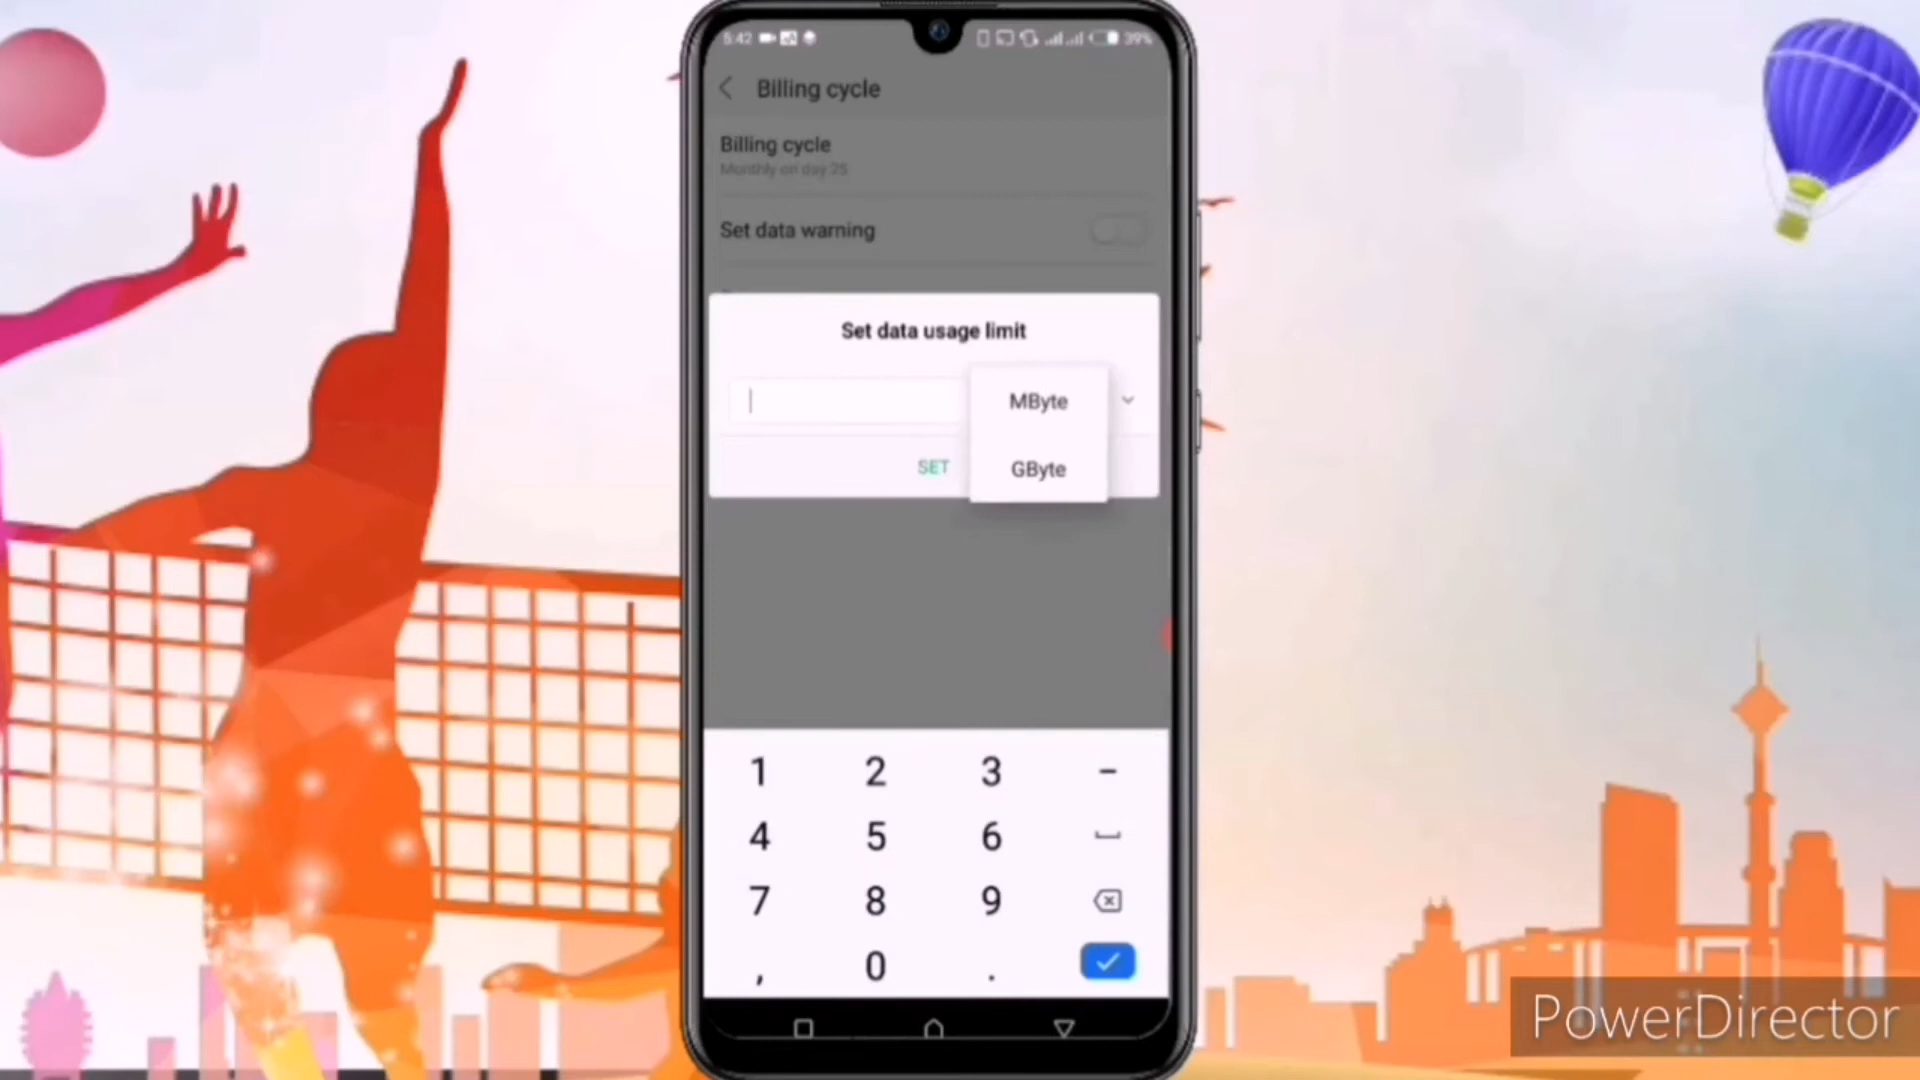 5:42
39%
Billing cycle
Billing cycle
Monthly on day 25
Set data warning
Set data usage limit
MByte
SET
GByte
1 2 3 -
4 5 6
7 8 9
, 0 .
PowerDirector